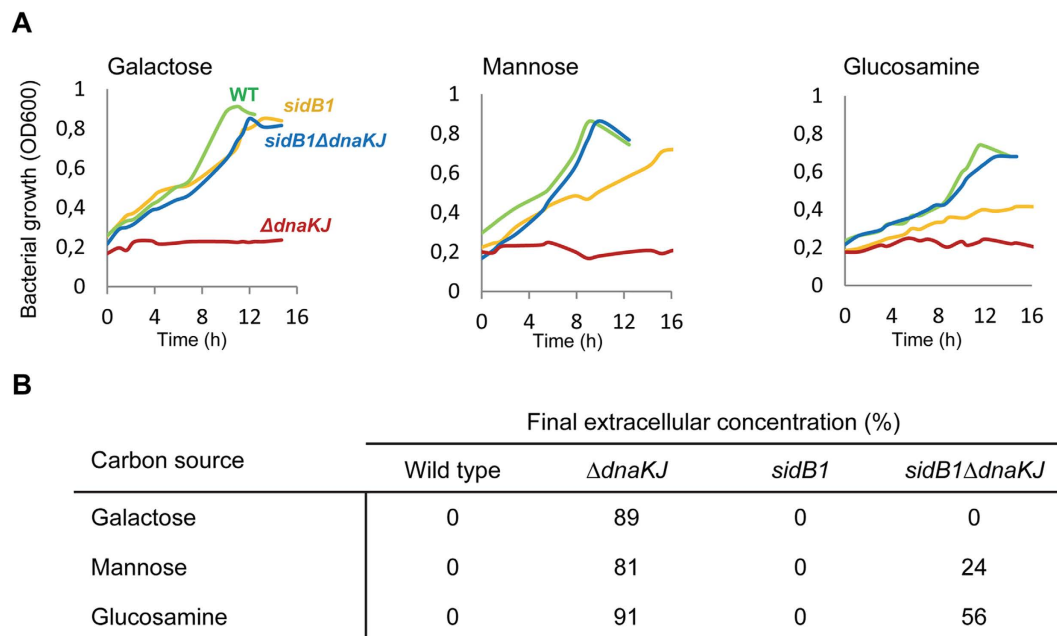 A
Galactose
Mannose
Glucosamine
Bacterial growth (OD600)
1
0,8
0,6
0,4
0,2
0
WT
sidB1
sidB1ΔdnaKJ
ΔdnaKJ
0 4 8 12 16
Time (h)
1
0,8
0,6
0,4
0,2
0
0 4 8 12 16
Time (h)
1
0,8
0,6
0,4
0,2
0
0 4 8 12 16
Time (h)
B
Final extracellular concentration (%)
Carbon source
Wild type ΔdnaKJ sidB1 sidB1ΔdnaKJ
Galactose 0 89 0 0
Mannose 0 81 0 24
Glucosamine 0 91 0 56